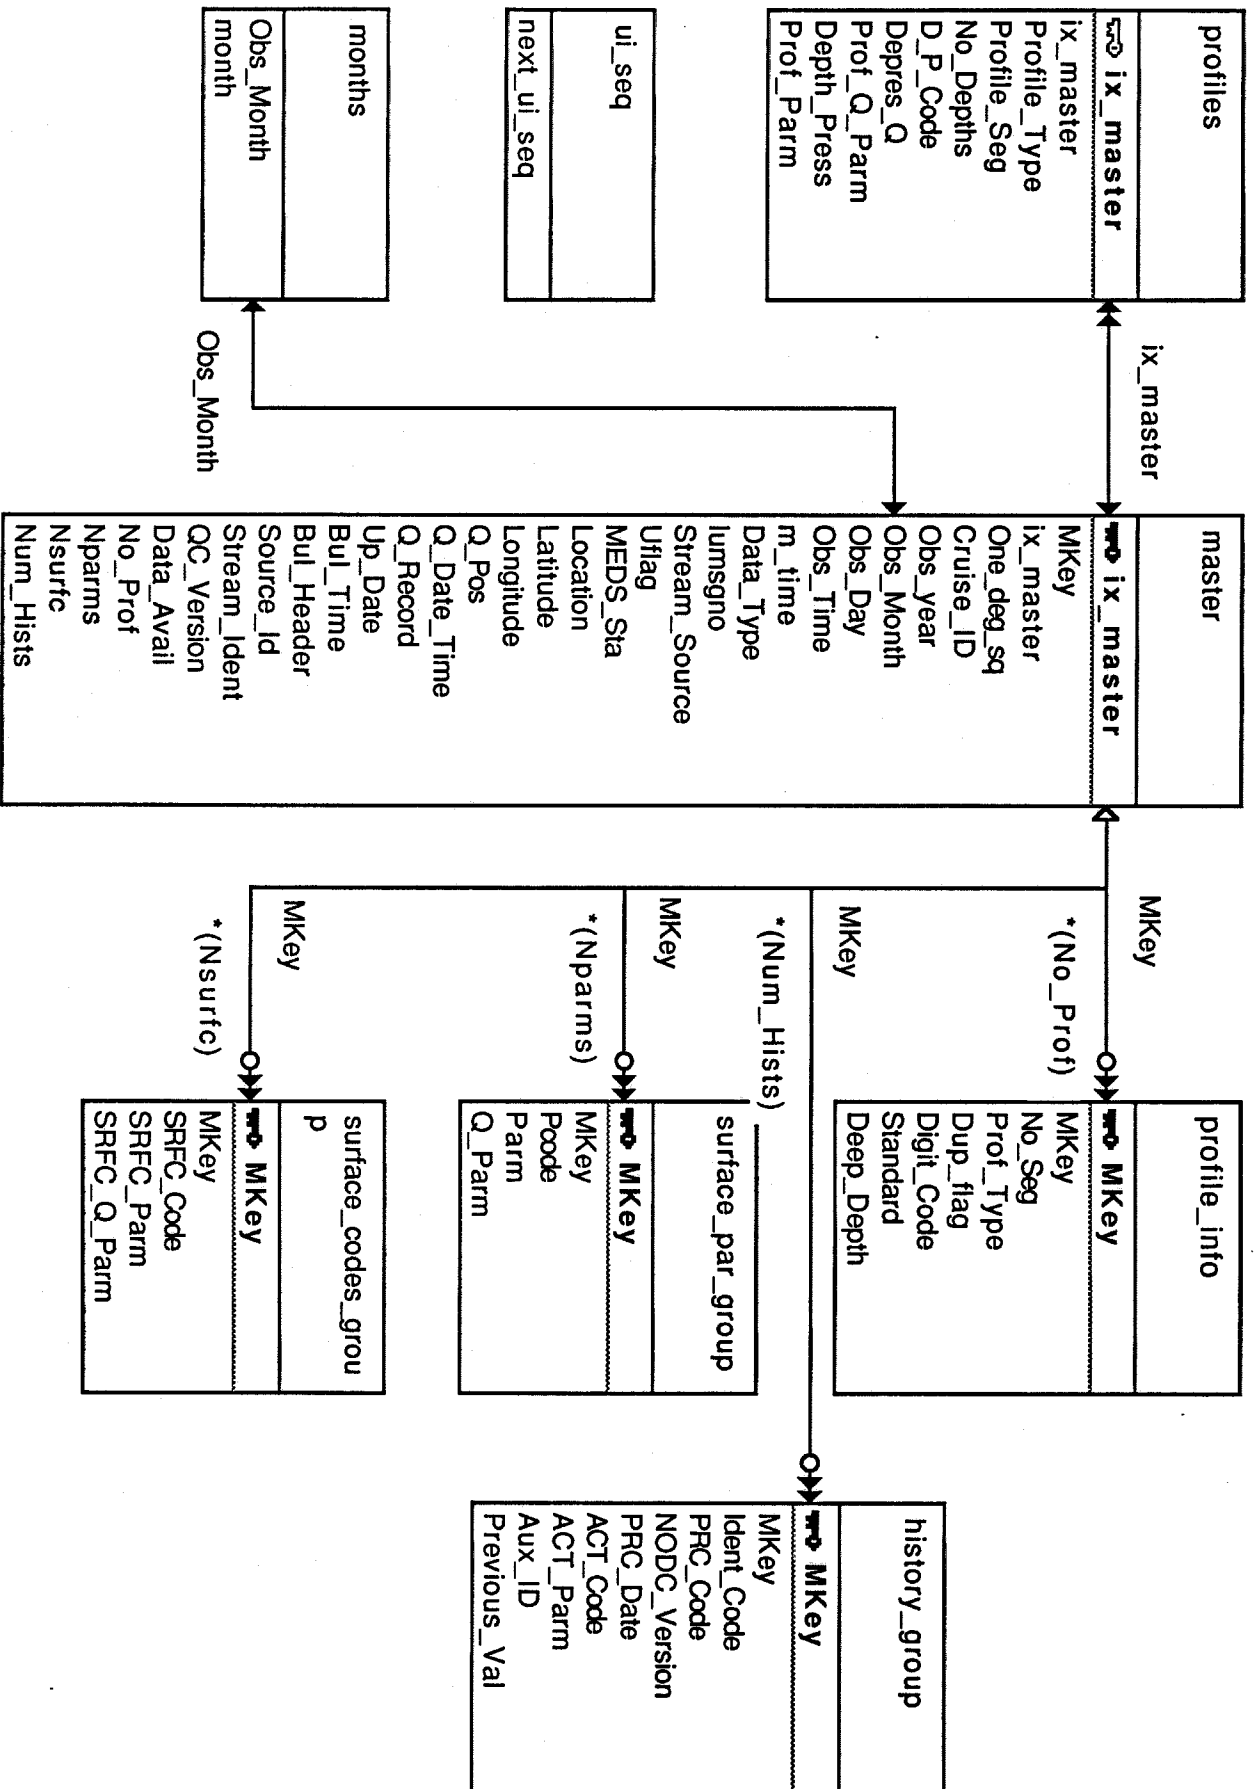 profiles
ix_master
ix_master
Profile_Type
Profile_Seg
No_Depths
D_P_Code
Depres_Q
Prof_Q_Parm
Depth_Press
Prof_Parm
ui_seq
next_ui_seq
months
Obs_Month
month
ix_master
Obs_Month
master
ix_master
MKey
ix_master
One_deg_sq
Cruise_ID
Obs_year
Obs_Month
Obs_Day
Obs_Time
m_time
Data_Type
Iumsgno
Stream_Source
Uflag
MEDS_Sta
Location
Latitude
Longitude
Q_Pos
Q_Date_Time
Q_Record
Up_Date
Bul_Time
Bul_Header
Source_Id
Stream_Ident
QC_Version
Data_Avail
No_Prof
Nparms
Nsurfc
Num_Hists
MKey
*(No_Prof)
MKey
*(Num_Hists)
MKey
*(Nparms)
MKey
*(Nsurfc)
profile_info
MKey
MKey
No_Seg
Prof_Type
Dup_flag
Digit_Code
Standard
Deep_Depth
surface_par_group
MKey
MKey
Pcode
Parm
Q_Parm
surface_codes_grou
p
MKey
MKey
SRFC_Code
SRFC_Parm
SRFC_Q_Parm
history_group
MKey
MKey
Ident_Code
PRC_Code
NODC_Version
PRC_Date
ACT_Code
ACT_Parm
Aux_ID
Previous_Val